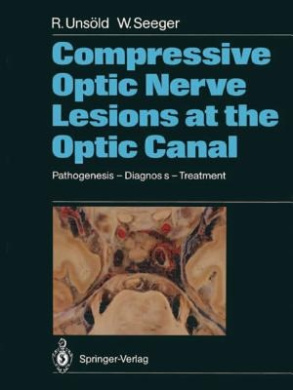 R. Unsöld W. Seeger
Compressive
Optic Nerve
Lesions at the
Optic Canal
Pathogenesis – Diagnos s – Treatment
Springer-Verlag